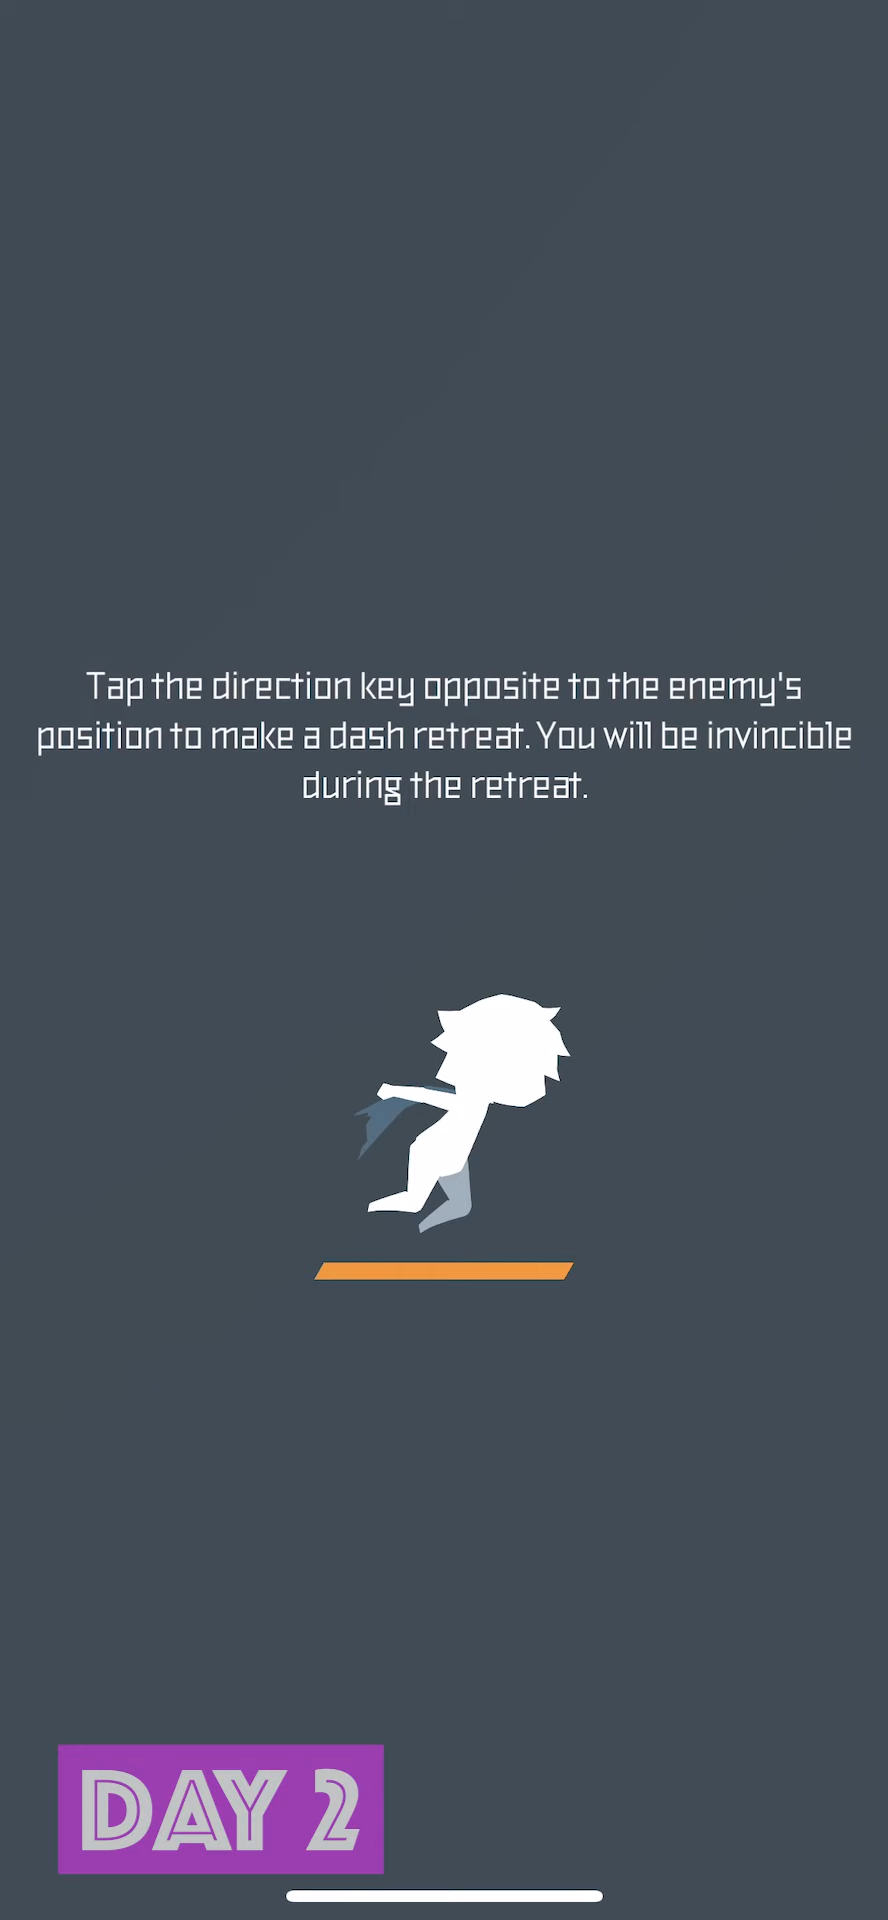 Tap the direction key opposite to the enemy's
position to make a dash retreat. You will be invincible
during the retreat.
DAY 2